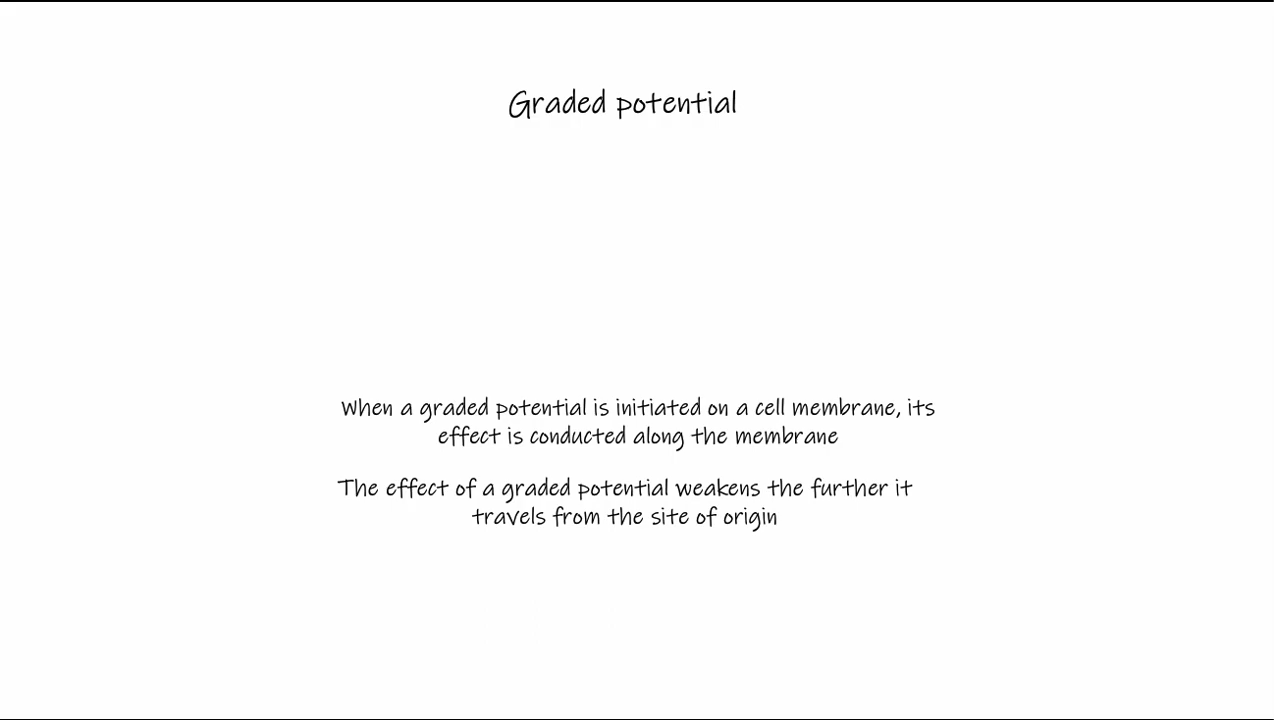 Graded potential
When a graded potential is initiated on a cell membrane, its
effect is conducted along the membrane
The effect of a graded potential weakens the further it
travels from the site of origin